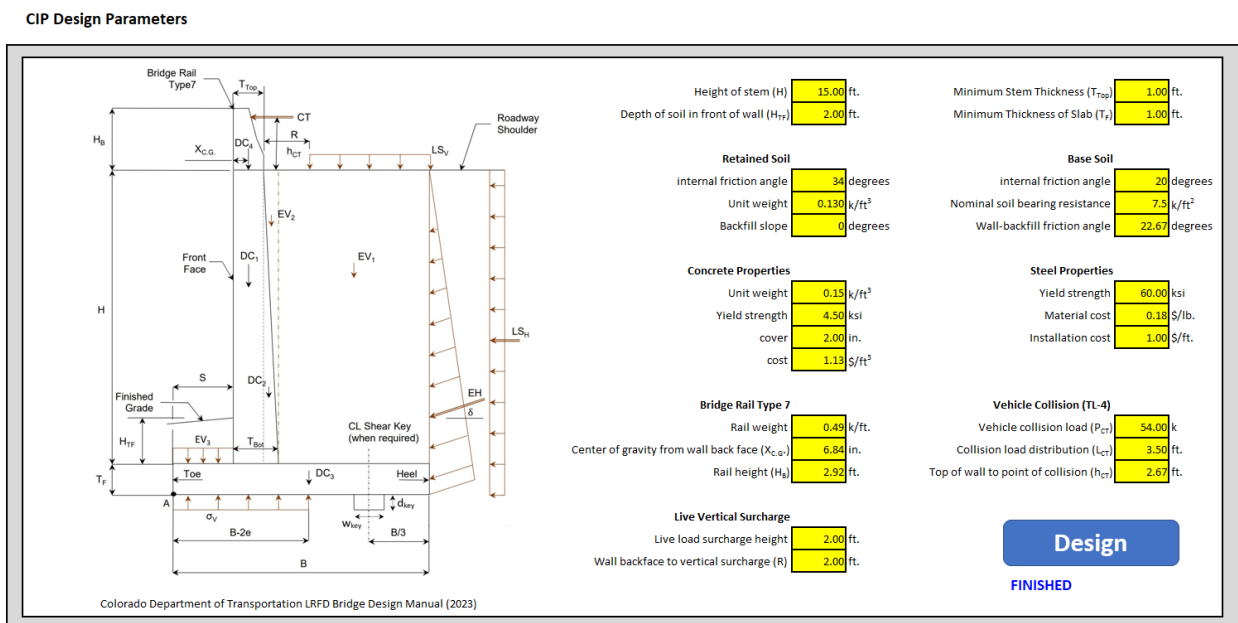 CIP Design Parameters
Bridge Rail
Type7
T_Top
CT
Roadway
Shoulder
H_B
R
X_C.G.
DC_4
h_CT
LS_V
EV_2
Front
Face
DC_1
EV_1
H
LS_H
S
DC_2
EH
Finished
Grade
δ
CL Shear Key
(when required)
H_TF
EV_3
T_Bot
DC_3
T_F
Toe
Heel
A
d_key
σ_V
w_key
B-2e
B/3
B
Colorado Department of Transportation LRFD Bridge Design Manual (2023)
Height of stem (H) 15.00 ft.
Depth of soil in front of wall (H_TF) 2.00 ft.
Minimum Stem Thickness (T_Top) 1.00 ft.
Minimum Thickness of Slab (T_F) 1.00 ft.
Retained Soil
internal friction angle 34 degrees
Unit weight 0.130 k/ft³
Backfill slope 0 degrees
Base Soil
internal friction angle 20 degrees
Nominal soil bearing resistance 7.5 k/ft²
Wall-backfill friction angle 22.67 degrees
Concrete Properties
Unit weight 0.15 k/ft³
Yield strength 4.50 ksi
cover 2.00 in.
cost 1.13 $/ft³
Steel Properties
Yield strength 60.00 ksi
Material cost 0.18 $/lb.
Installation cost 1.00 $/ft.
Bridge Rail Type 7
Rail weight 0.49 k/ft.
Center of gravity from wall back face (X_C.G.) 6.84 in.
Rail height (H_B) 2.92 ft.
Vehicle Collision (TL-4)
Vehicle collision load (P_CT) 54.00 k
Collision load distribution (L_CT) 3.50 ft.
Top of wall to point of collision (h_CT) 2.67 ft.
Live Vertical Surcharge
Live load surcharge height 2.00 ft.
Wall backface to vertical surcharge (R) 2.00 ft.
Design
FINISHED